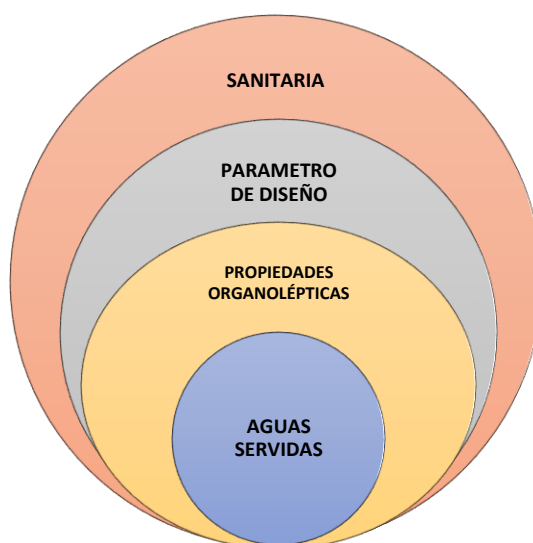 SANITARIA
PARAMETRO
DE DISEÑO
PROPIEDADES
ORGANOLÉPTICAS
AGUAS
SERVIDAS